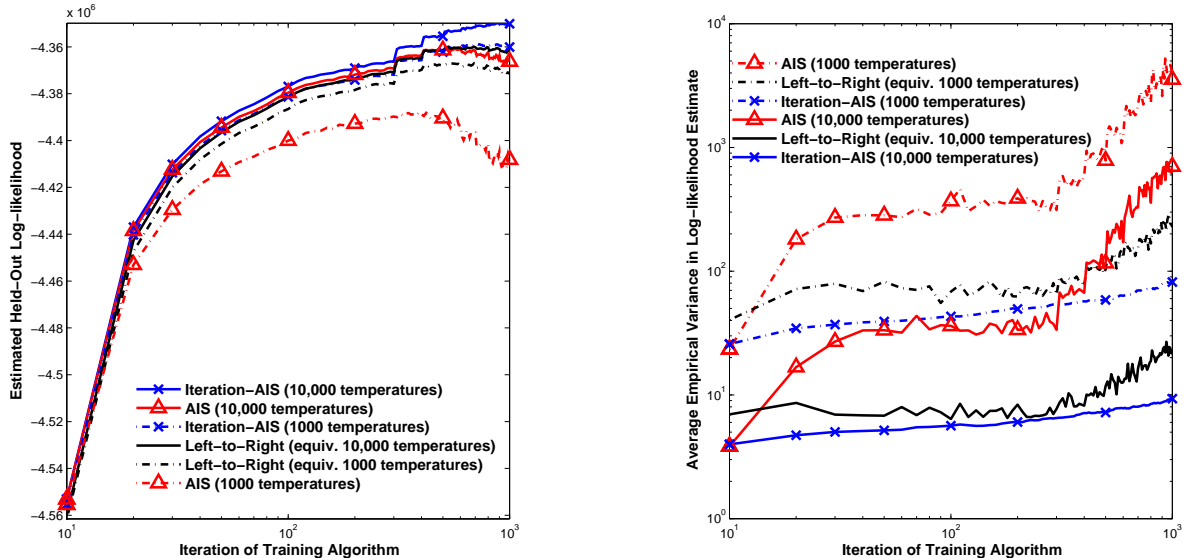 x 10^6
-4.36
-4.38
-4.4
-4.42
-4.44
-4.46
-4.48
-4.5
-4.52
-4.54
-4.56
Estimated Held-Out Log-likelihood
Iteration-AIS (10,000 temperatures)
AIS (10,000 temperatures)
Iteration-AIS (1000 temperatures)
Left-to-Right (equiv. 10,000 temperatures)
Left-to-Right (equiv. 1000 temperatures)
AIS (1000 temperatures)
10^1
10^2
10^3
Iteration of Training Algorithm
10^4
10^3
10^2
10^1
10^0
Average Empirical Variance in Log-likelihood Estimate
AIS (1000 temperatures)
Left-to-Right (equiv. 1000 temperatures)
Iteration-AIS (1000 temperatures)
AIS (10,000 temperatures)
Left-to-Right (equiv. 10,000 temperatures)
Iteration-AIS (10,000 temperatures)
10^1
10^2
10^3
Iteration of Training Algorithm